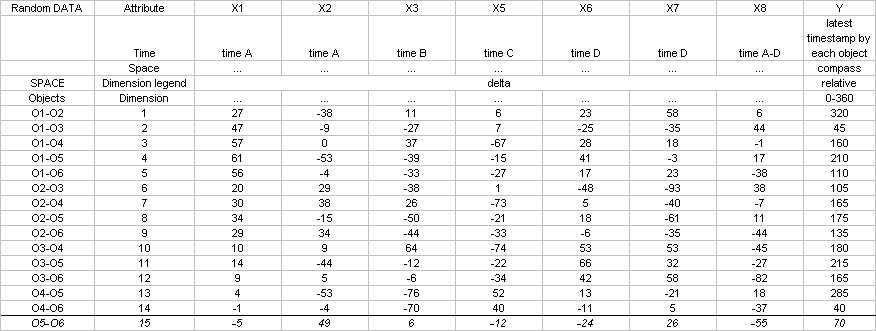 Random DATA Attribute X1 X2 X3 X5 X6 X7 X8 Y
latest
timestamp by
Time time A time A time B time C time D time D time A-D each object
Space ... ... ... ... ... ... ... compass
SPACE Dimension legend delta relative
Objects Dimension ... ... ... ... ... ... ... 0-360
O1-O2 1 27 -38 11 6 23 58 6 320
O1-O3 2 47 -9 -27 7 -25 -35 44 45
O1-O4 3 57 0 37 -67 28 18 -1 160
O1-O5 4 61 -53 -39 -15 41 -3 17 210
O1-O6 5 56 -4 -33 -27 17 23 -38 110
O2-O3 6 20 29 -38 1 -48 -93 38 105
O2-O4 7 30 38 26 -73 5 -40 -7 165
O2-O5 8 34 -15 -50 -21 18 -61 11 175
O2-O6 9 29 34 -44 -33 -6 -35 -44 135
O3-O4 10 10 9 64 -74 53 53 -45 180
O3-O5 11 14 -44 -12 -22 66 32 -27 215
O3-O6 12 9 5 -6 -34 42 58 -82 165
O4-O5 13 4 -53 -76 52 13 -21 18 285
O4-O6 14 -1 -4 -70 40 -11 5 -37 40
O5-O6 15 -5 49 6 -12 -24 26 -55 70